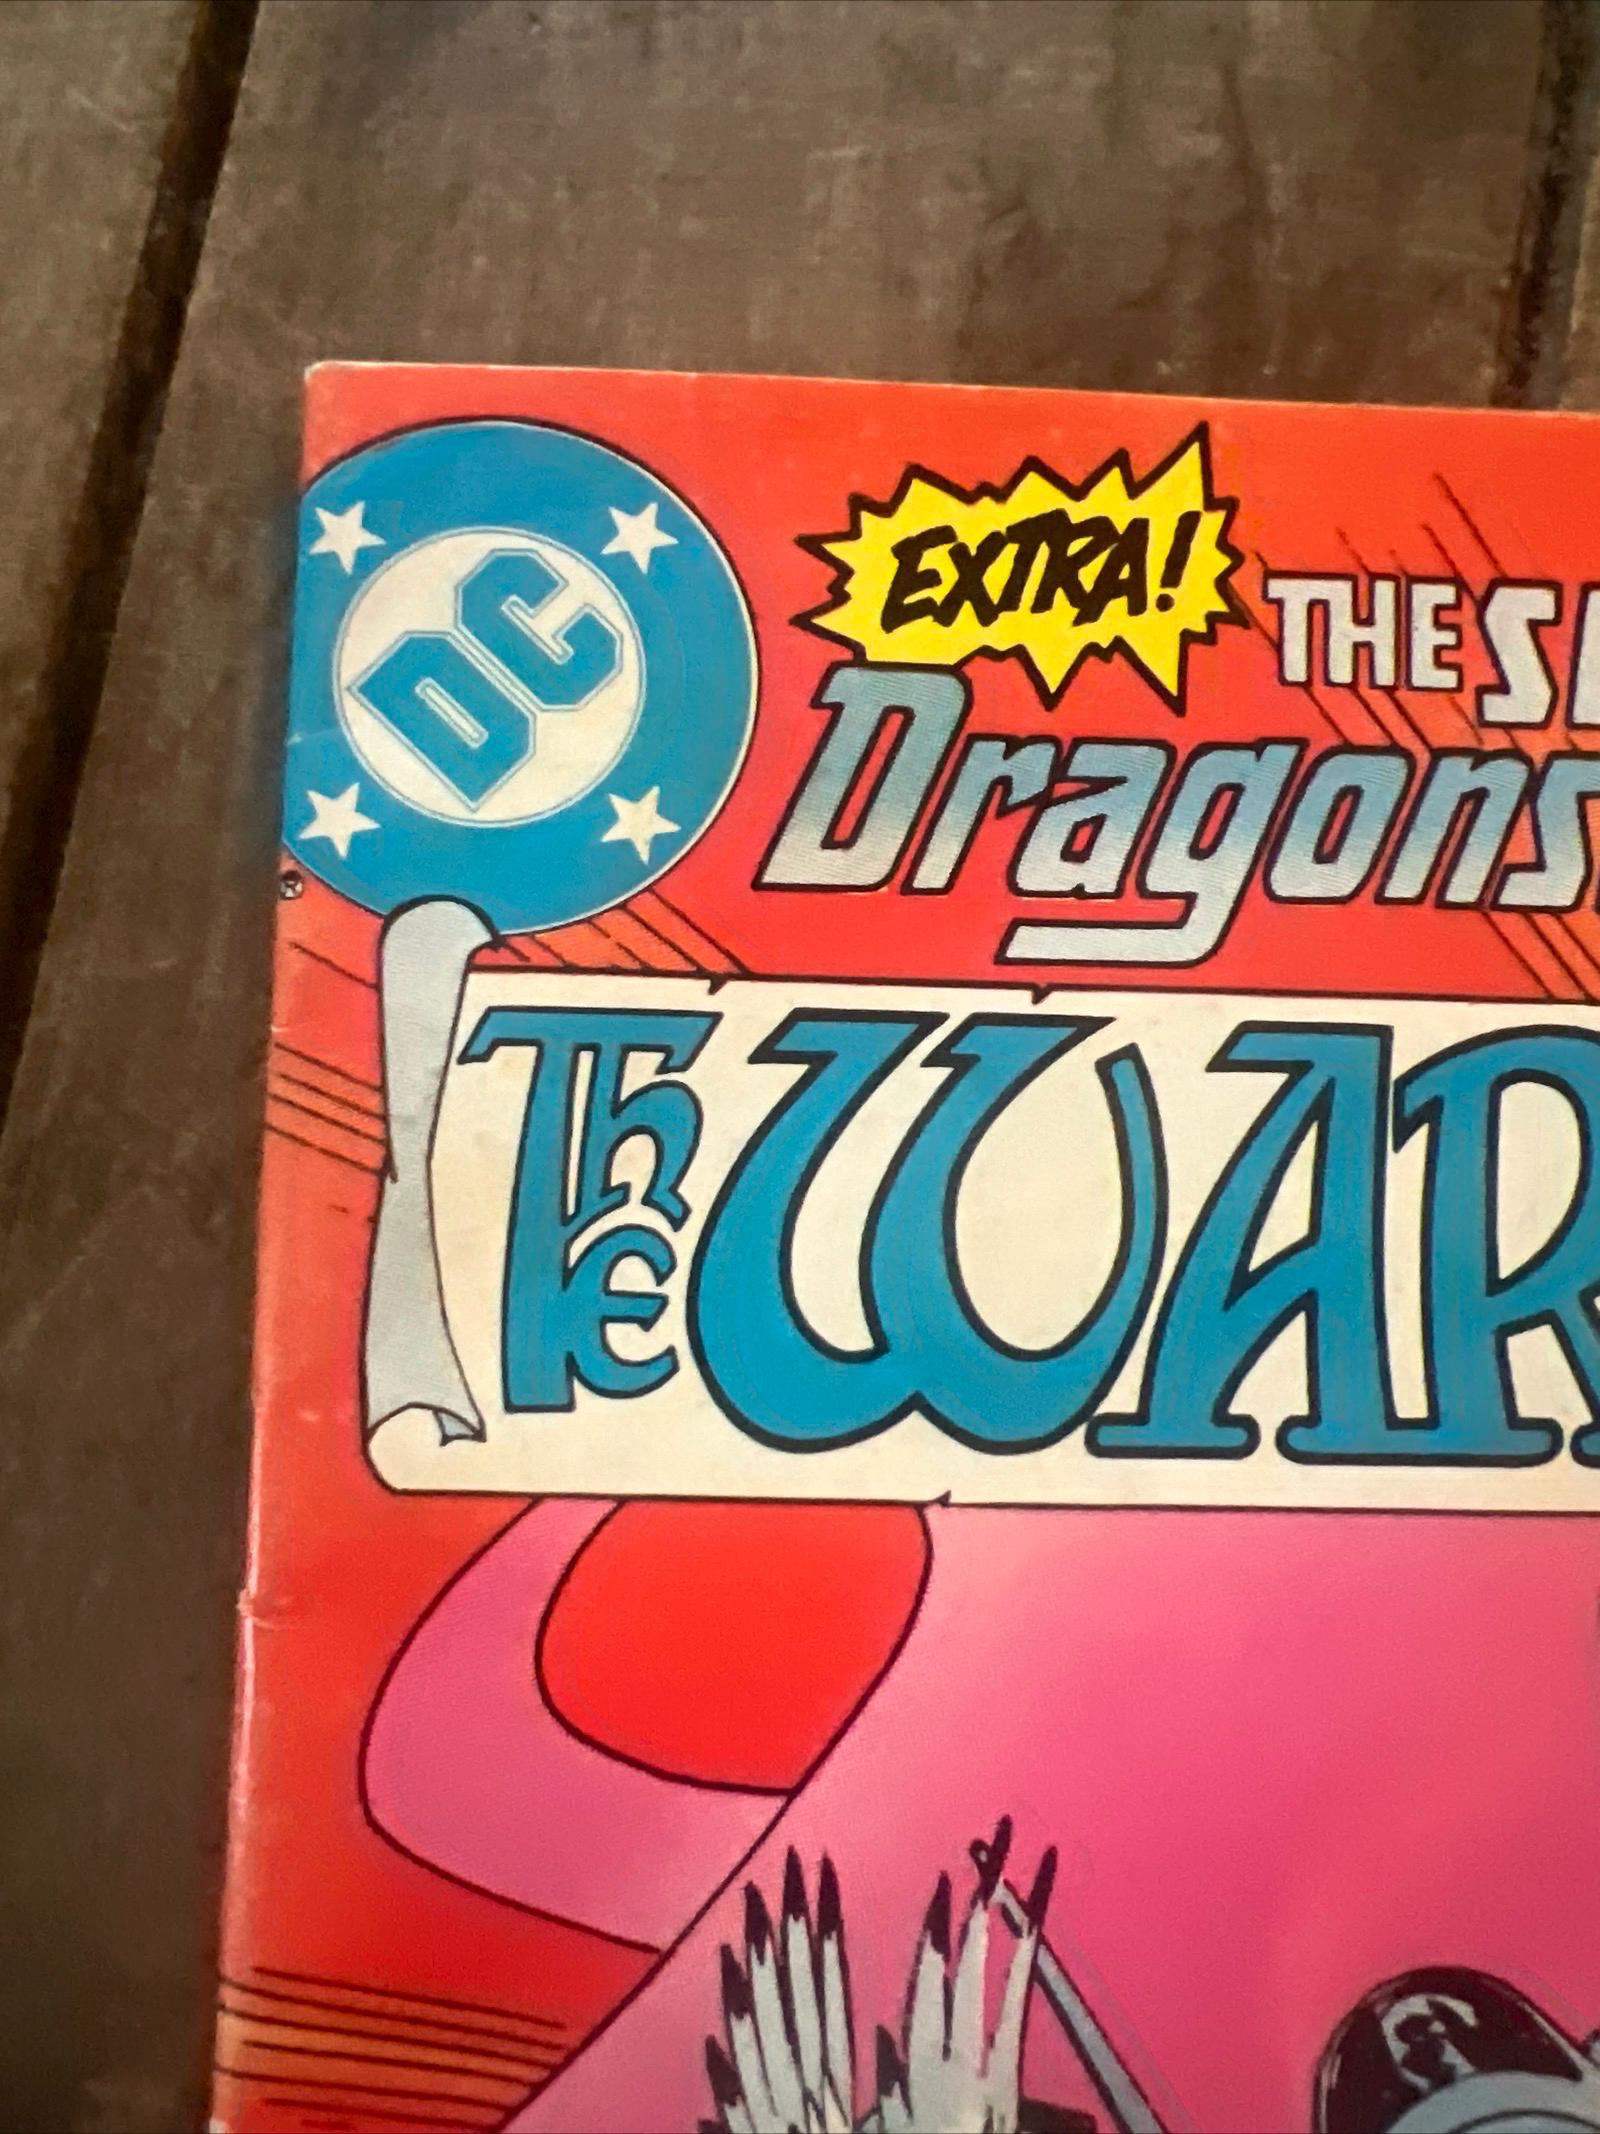 DC
EXTRA!
THE
Dragons
®
THE WAR